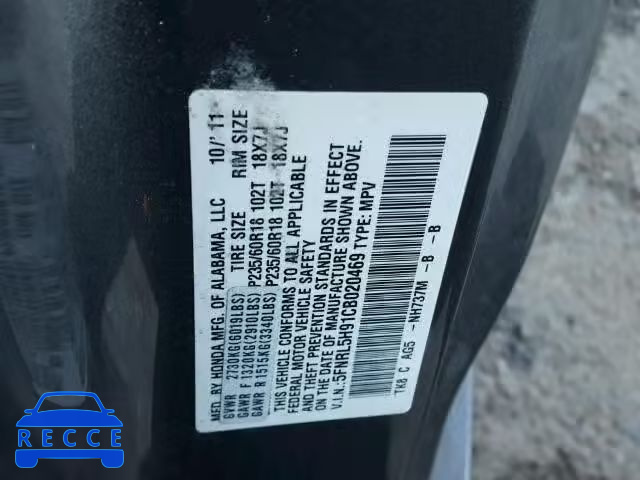 MFD. BY HONDA MFG. OF ALABAMA, LLC 10/'11
GVWR 2730KG(6019LBS) TIRE SIZE RIM SIZE
GAWR F 1320KG(2910LBS) P235/60R18 102T 18X7J
GAWR R 1515KG(3340LBS) P235/60R18 102T 18X7J
THIS VEHICLE CONFORMS TO ALL APPLICABLE
FEDERAL MOTOR VEHICLE SAFETY
AND THEFT PREVENTION STANDARDS IN EFFECT
ON THE DATE OF MANUFACTURE SHOWN ABOVE.
V.I.N.:5FNRL5H91CB020469 TYPE: MPV
TK8 C AG5 -NH737M -B -B
RECCE